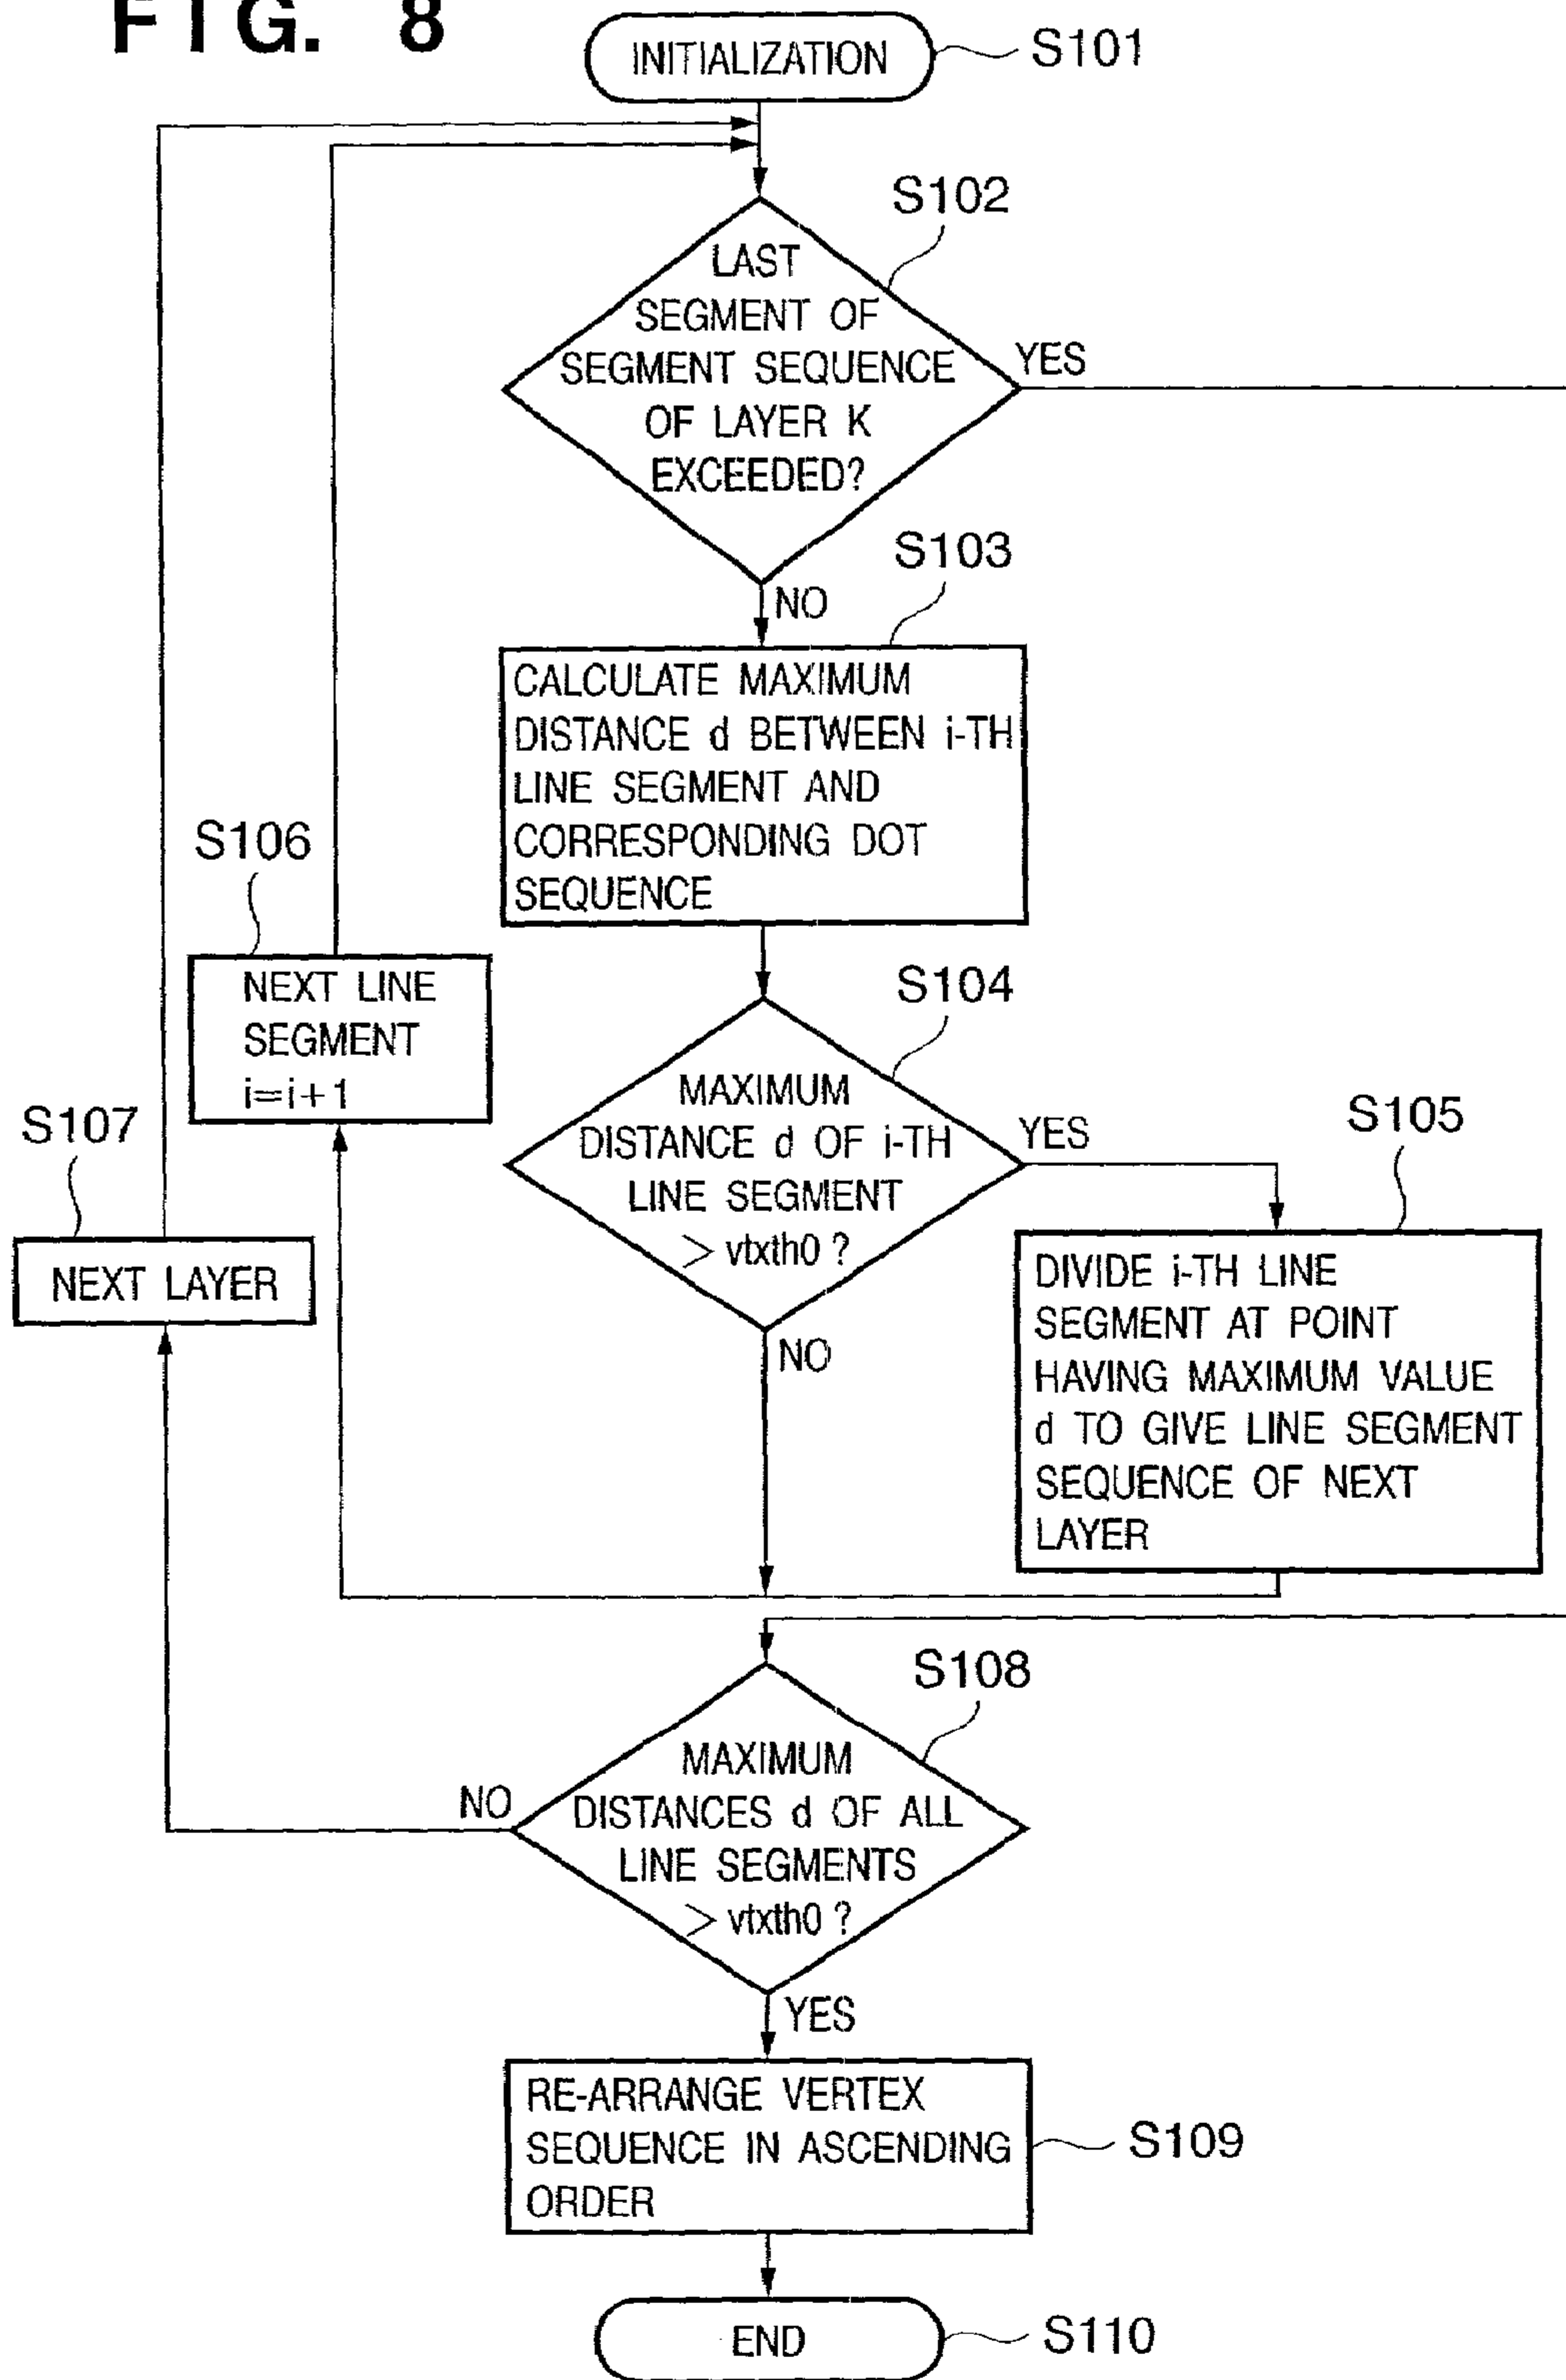 FIG. 8
INITIALIZATION
S101
S102
LAST
SEGMENT OF
SEGMENT SEQUENCE
OF LAYER K
EXCEEDED?
YES
NO
S103
CALCULATE MAXIMUM
DISTANCE d BETWEEN i-TH
LINE SEGMENT AND
CORRESPONDING DOT
SEQUENCE
S106
NEXT LINE
SEGMENT
i=i+1
S104
MAXIMUM
DISTANCE d OF i-TH
LINE SEGMENT
> vtxth0 ?
YES
NO
S105
DIVIDE i-TH LINE
SEGMENT AT POINT
HAVING MAXIMUM VALUE
d TO GIVE LINE SEGMENT
SEQUENCE OF NEXT
LAYER
S107
NEXT LAYER
S108
MAXIMUM
DISTANCES d OF ALL
LINE SEGMENTS
> vtxth0 ?
NO
YES
RE-ARRANGE VERTEX
SEQUENCE IN ASCENDING
ORDER
S109
END
S110